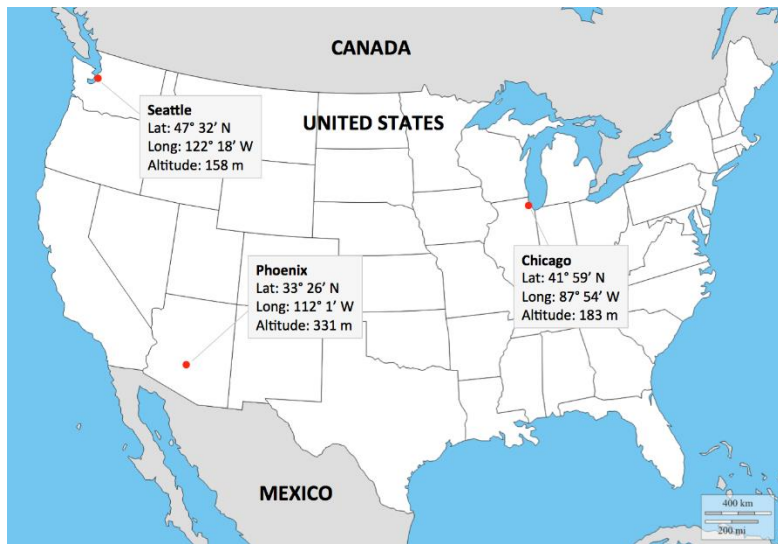 CANADA
Seattle
Lat: 47° 32’ N
Long: 122° 18’ W
Altitude: 158 m
UNITED STATES
Phoenix
Lat: 33° 26’ N
Long: 112° 1’ W
Altitude: 331 m
Chicago
Lat: 41° 59’ N
Long: 87° 54’ W
Altitude: 183 m
MEXICO
400 km
200 mi